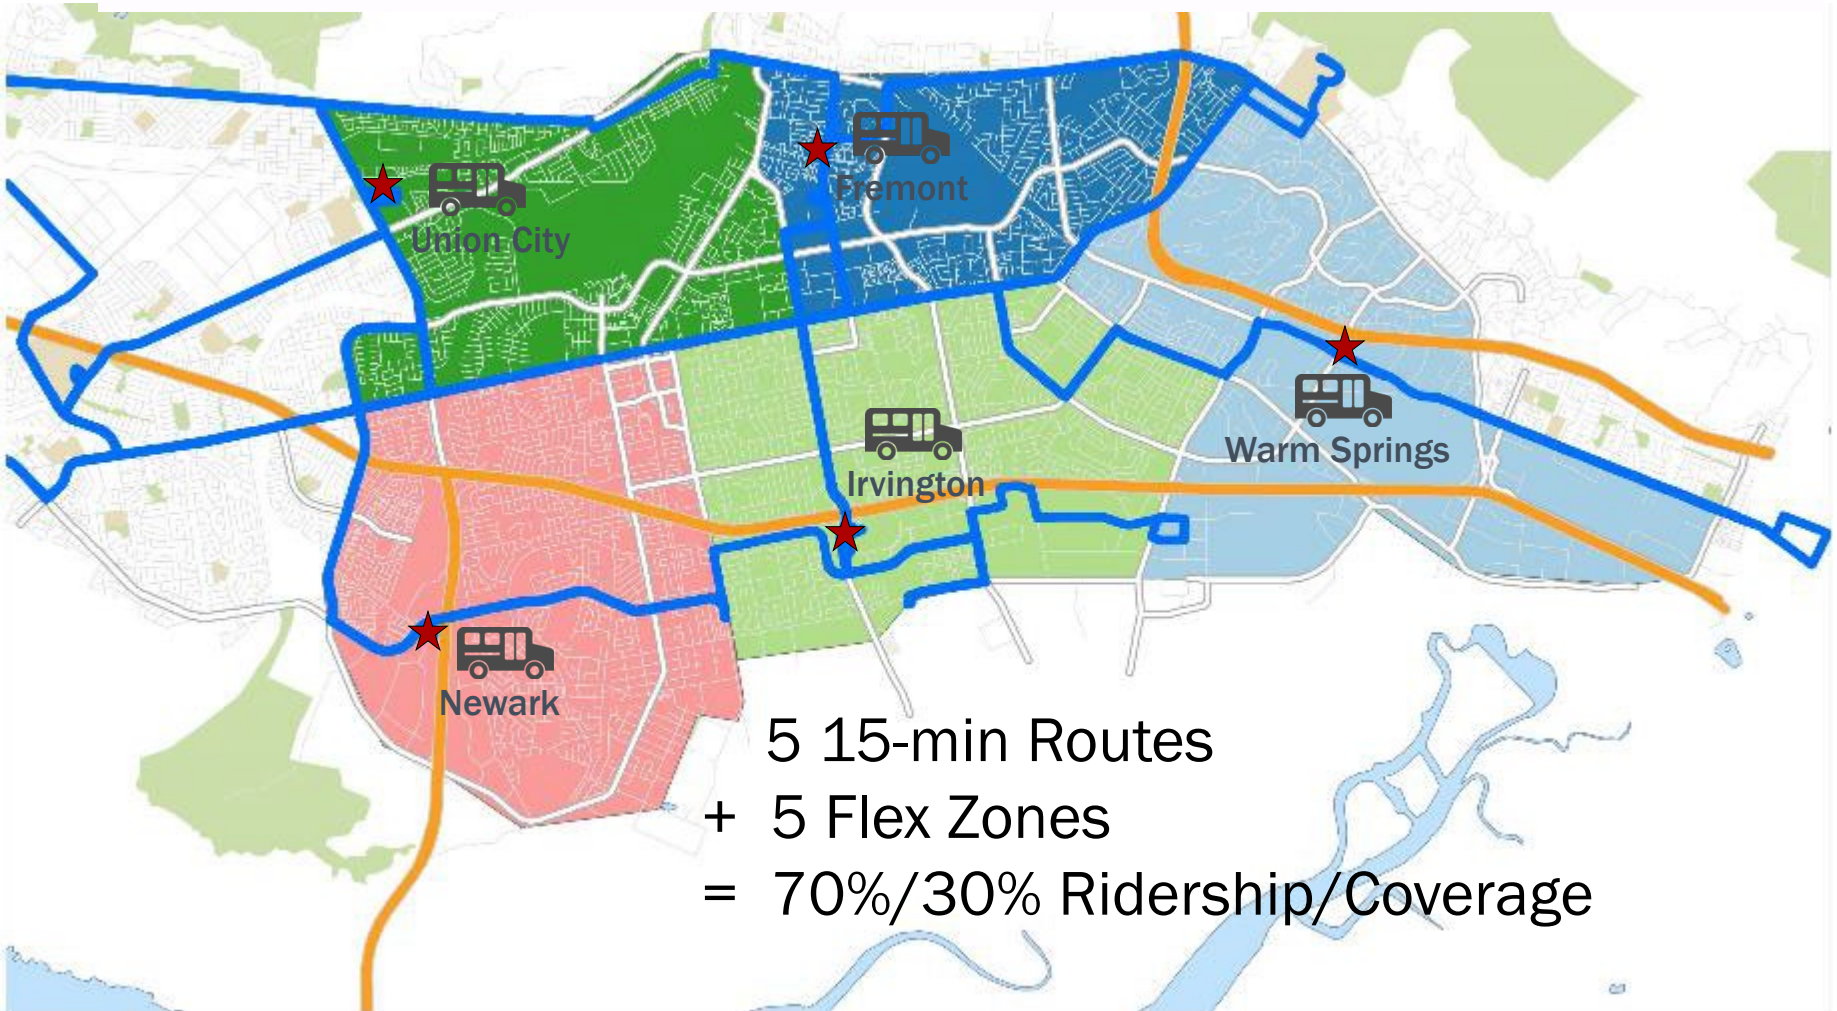 Fremont
Union City
Warm Springs
Irvington
Newark
5 15-min Routes
+ 5 Flex Zones
= 70%/30% Ridership/Coverage